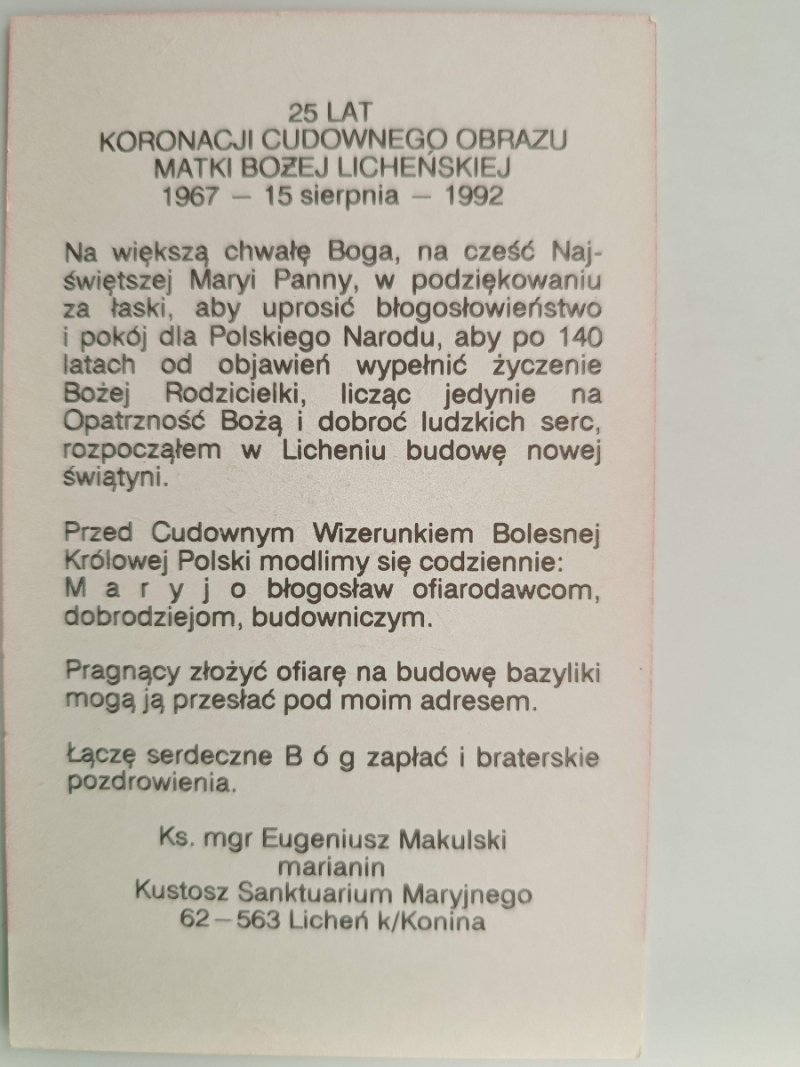 25 LAT
KORONACJI CUDOWNEGO OBRAZU
MATKI BOŻEJ LICHEŃSKIEJ
1967 — 15 sierpnia — 1992
Na większą chwałę Boga, na cześć Naj-
świętszej Maryi Panny, w podziękowaniu
za łaski, aby uprosić błogosłowieństwo
i pokój dla Polskiego Narodu, aby po 140
latach od objawień wypełnić życzenie
Bożej Rodzicielki, licząc jedynie na
Opatrzność Bożą i dobroć ludzkich serc,
rozpocząłem w Licheniu budowę nowej
świątyni.
Przed Cudownym Wizerunkiem Bolesnej
Królowej Polski modlimy się codziennie:
M a r y j o błogosław ofiarodawcom,
dobrodziejom, budowniczym.
Pragnący złożyć ofiarę na budowę bazyliki
mogą ją przesłać pod moim adresem.
Łączę serdeczne B ó g zapłać i braterskie
pozdrowienia.
Ks. mgr Eugeniusz Makulski
marianin
Kustosz Sanktuarium Maryjnego
62—563 Licheń k/Konina